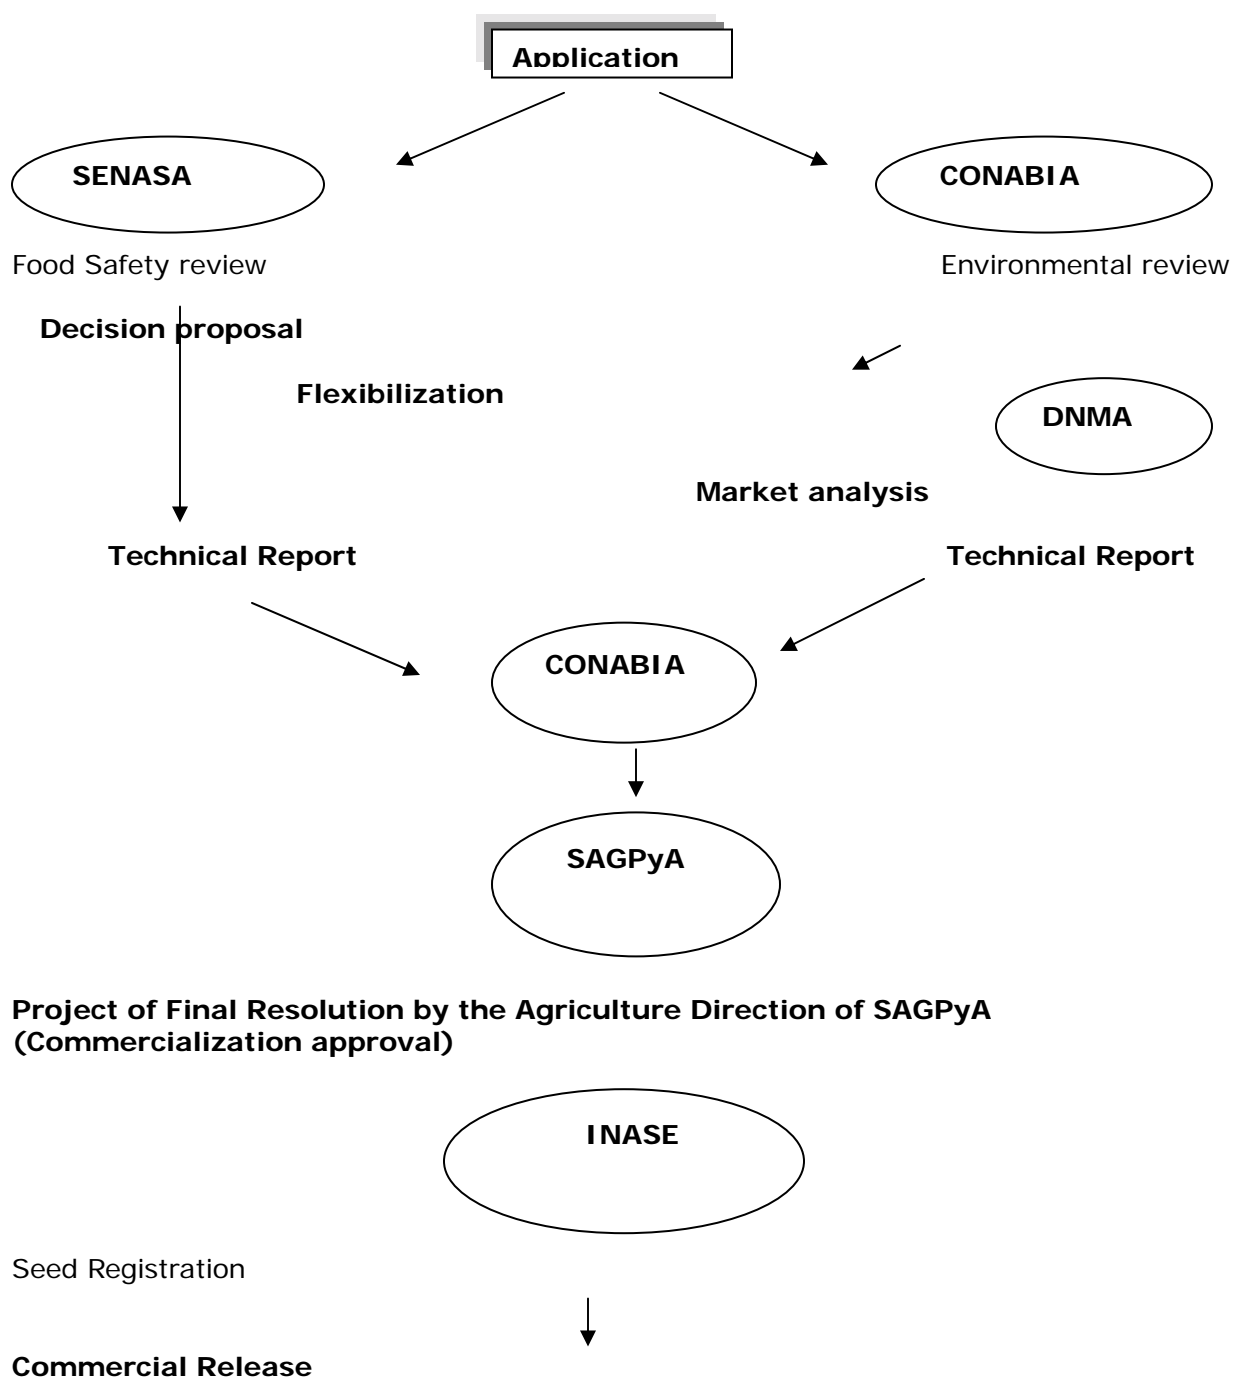 Application
SENASA
CONABIA
Food Safety review
Environmental review
Decision proposal
Flexibilization
DNMA
Market analysis
Technical Report
Technical Report
CONABIA
SAGPyA
Project of Final Resolution by the Agriculture Direction of SAGPyA
(Commercialization approval)
INASE
Seed Registration
Commercial Release